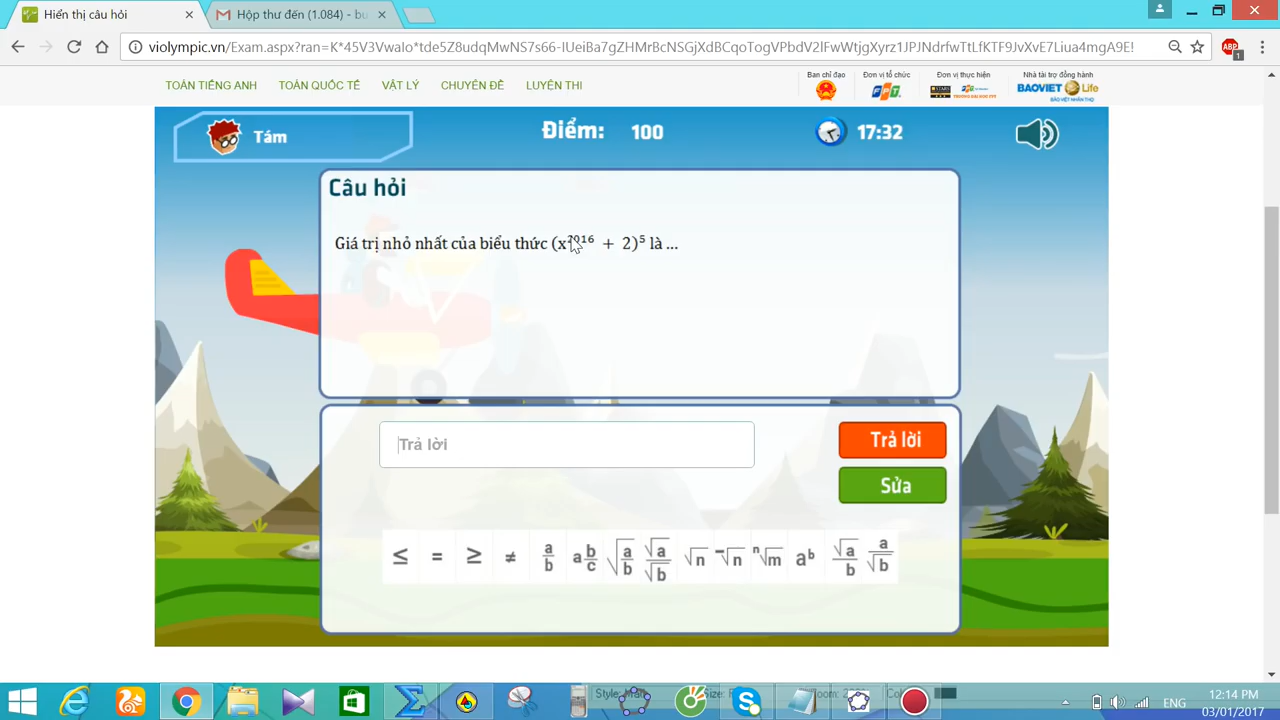 Hiển thị câu hỏi
Hộp thư đến (1.084) - bu
violympic.vn/Exam.aspx?ran=K*45V3VwaIo*tde5Z8udqMwNs7s66-IUeiBa7gZHMrBcNSGjXdBCqoTogVPbdV2lFwWtjgXyrz1JPJNdrfwTtLfKTF9JvXvE7Liua4mgA9E!
ABP
1
TOÁN TIẾNG ANH TOÁN QUỐC TẾ VẬT LÝ CHUYÊN ĐỀ LUYỆN THI
Ban chỉ đạo Đơn vị tổ chức Đơn vị thực hiện Nhà tài trợ đồng hành
FPT
BAOVIET Life
Tám
Điểm: 100
17:32
Câu hỏi
Giá trị nhỏ nhất của biểu thức (x²⁰¹⁶ + 2)⁵ là ...
Trả lời
Trả lời
Sửa
≤ = ≥ ≠ a/b a b/c √(a/b) √a/√b √n -√n ⁿ√m aᵇ √a/b a/√b
ENG
12:14 PM
03/01/2017